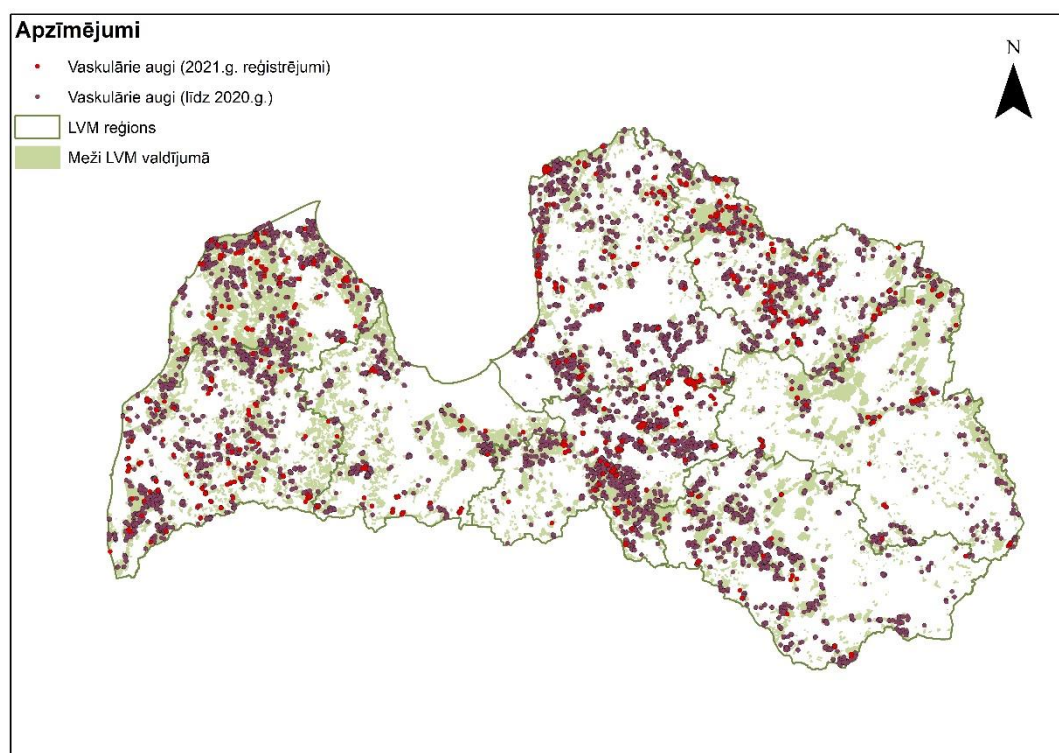 Apzīmējumi
Vaskulārie augi (2021.g. reģistrējumi)
Vaskulārie augi (līdz 2020.g.)
LVM reģions
Meži LVM valdījumā
N